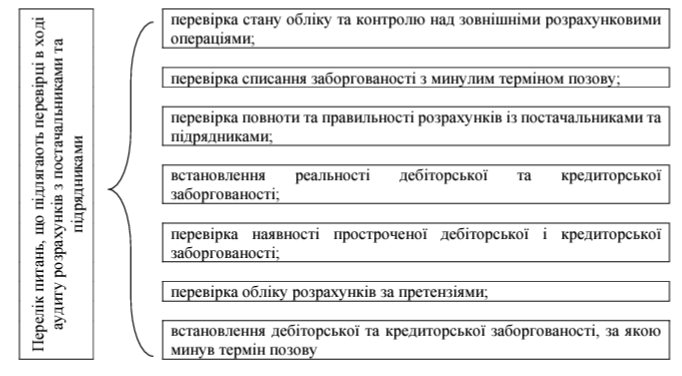 Перелік питань, що підлягають перевірці в ході
аудиту розрахунків з постачальниками та
підрядниками
перевірка стану обліку та контролю над зовнішніми розрахунковими
операціями;
перевірка списання заборгованості з минулим терміном позову;
перевірка повноти та правильності розрахунків із постачальниками та
підрядниками;
встановлення реальності дебіторської та кредиторської
заборгованості;
перевірка наявності простроченої дебіторської і кредиторської
заборгованості;
перевірка обліку розрахунків за претензіями;
встановлення дебіторської та кредиторської заборгованості, за якою
минув термін позову